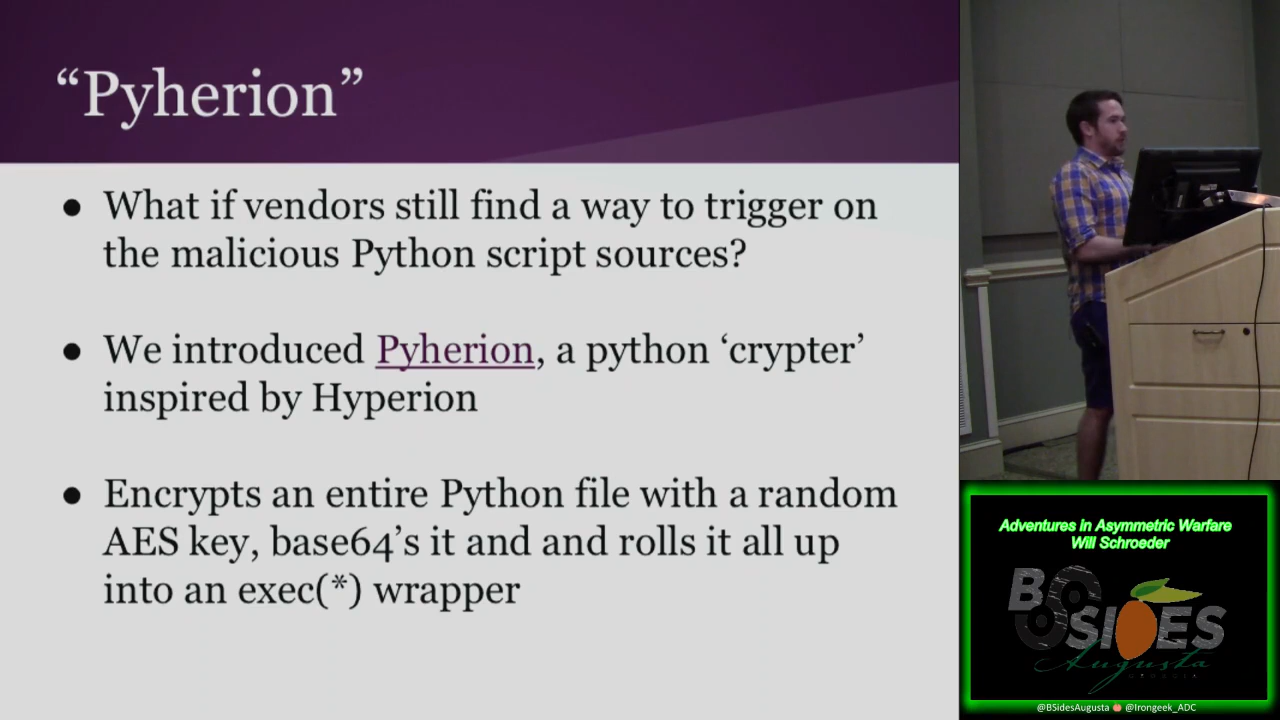 “Pyherion”
● What if vendors still find a way to trigger on
the malicious Python script sources?
● We introduced Pyherion, a python ‘crypter’
inspired by Hyperion
● Encrypts an entire Python file with a random
AES key, base64’s it and and rolls it all up
into an exec(*) wrapper
Adventures in Asymmetric Warfare
Will Schroeder
BSIDES
Augusta
GEORGIA
@BSidesAugusta @Irongeek_ADC